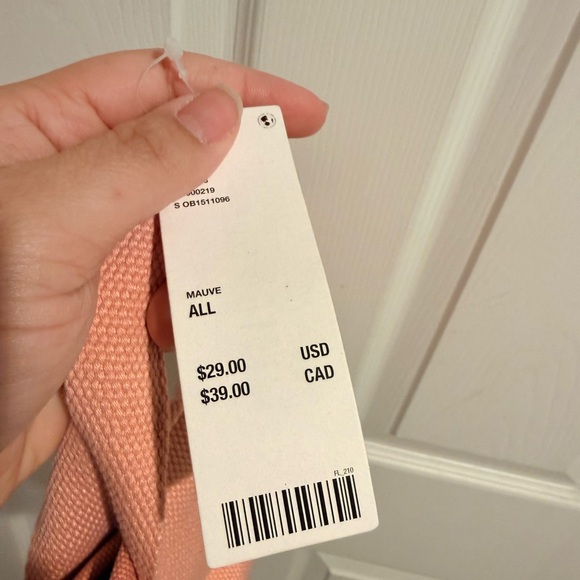 S OB1511096
MAUVE
ALL
$29.00 USD
$39.00 CAD
FL. 210